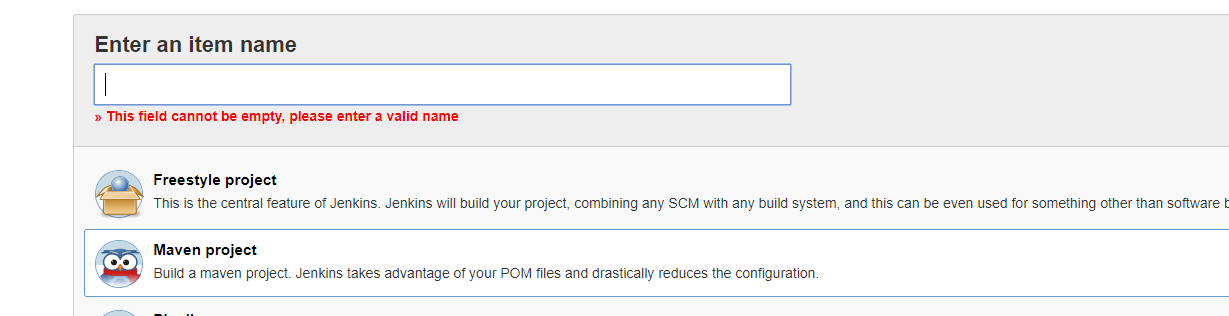 Enter an item name
» This field cannot be empty, please enter a valid name
Freestyle project
This is the central feature of Jenkins. Jenkins will build your project, combining any SCM with any build system, and this can be even used for something other than software
Maven project
Build a maven project. Jenkins takes advantage of your POM files and drastically reduces the configuration.